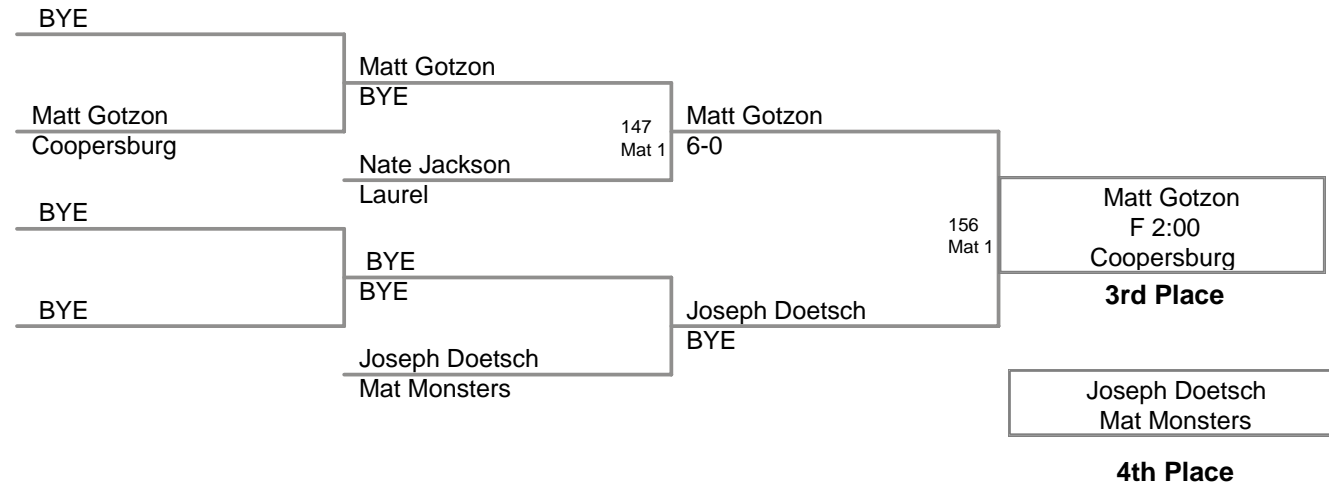 BYE
Matt Gotzon
BYE
Matt Gotzon
Coopersburg
147
Mat 1
Matt Gotzon
6-0
Nate Jackson
Laurel
BYE
156
Mat 1
Matt Gotzon
F 2:00
Coopersburg
3rd Place
BYE
BYE
BYE
Joseph Doetsch
BYE
Joseph Doetsch
Mat Monsters
Joseph Doetsch
Mat Monsters
4th Place